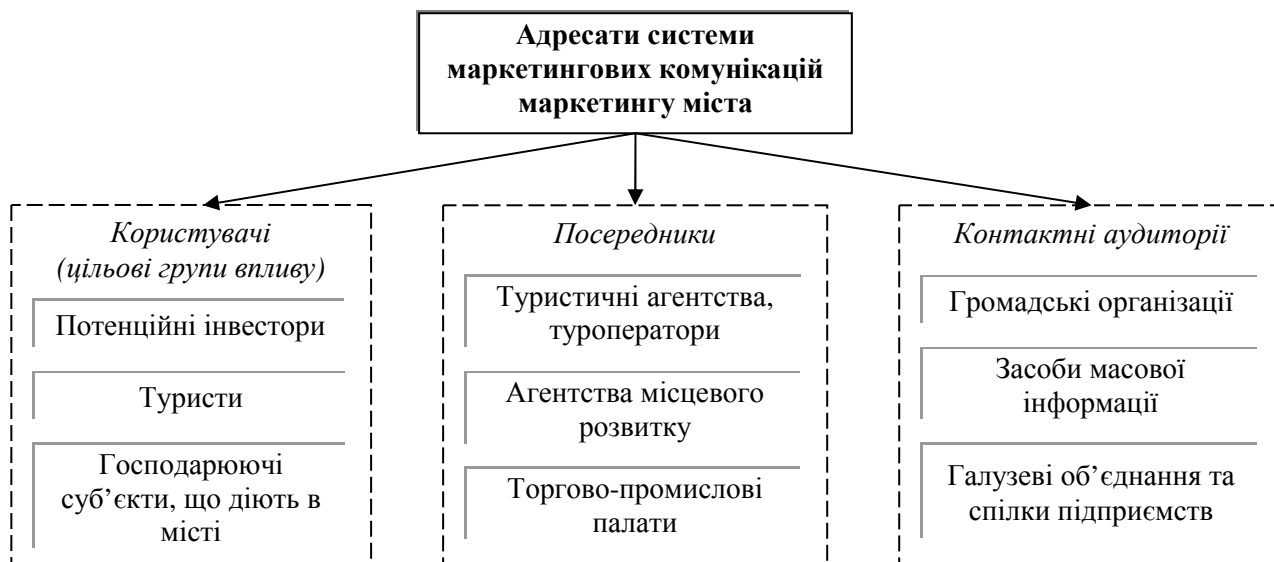 Адресати системи
маркетингових комунікацій
маркетингу міста
Користувачі
(цільові групи впливу)
Потенційні інвестори
Туристи
Господарюючі
суб’єкти, що діють в
місті
Посередники
Туристичні агентства,
туроператори
Агентства місцевого
розвитку
Торгово-промислові
палати
Контактні аудиторії
Громадські організації
Засоби масової
інформації
Галузеві об’єднання та
спілки підприємств